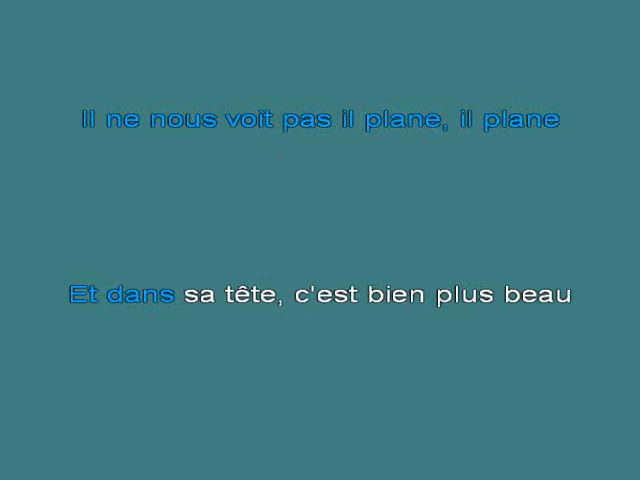 Il ne nous voit pas il plane, il plane
Et dans sa tête, c'est bien plus beau